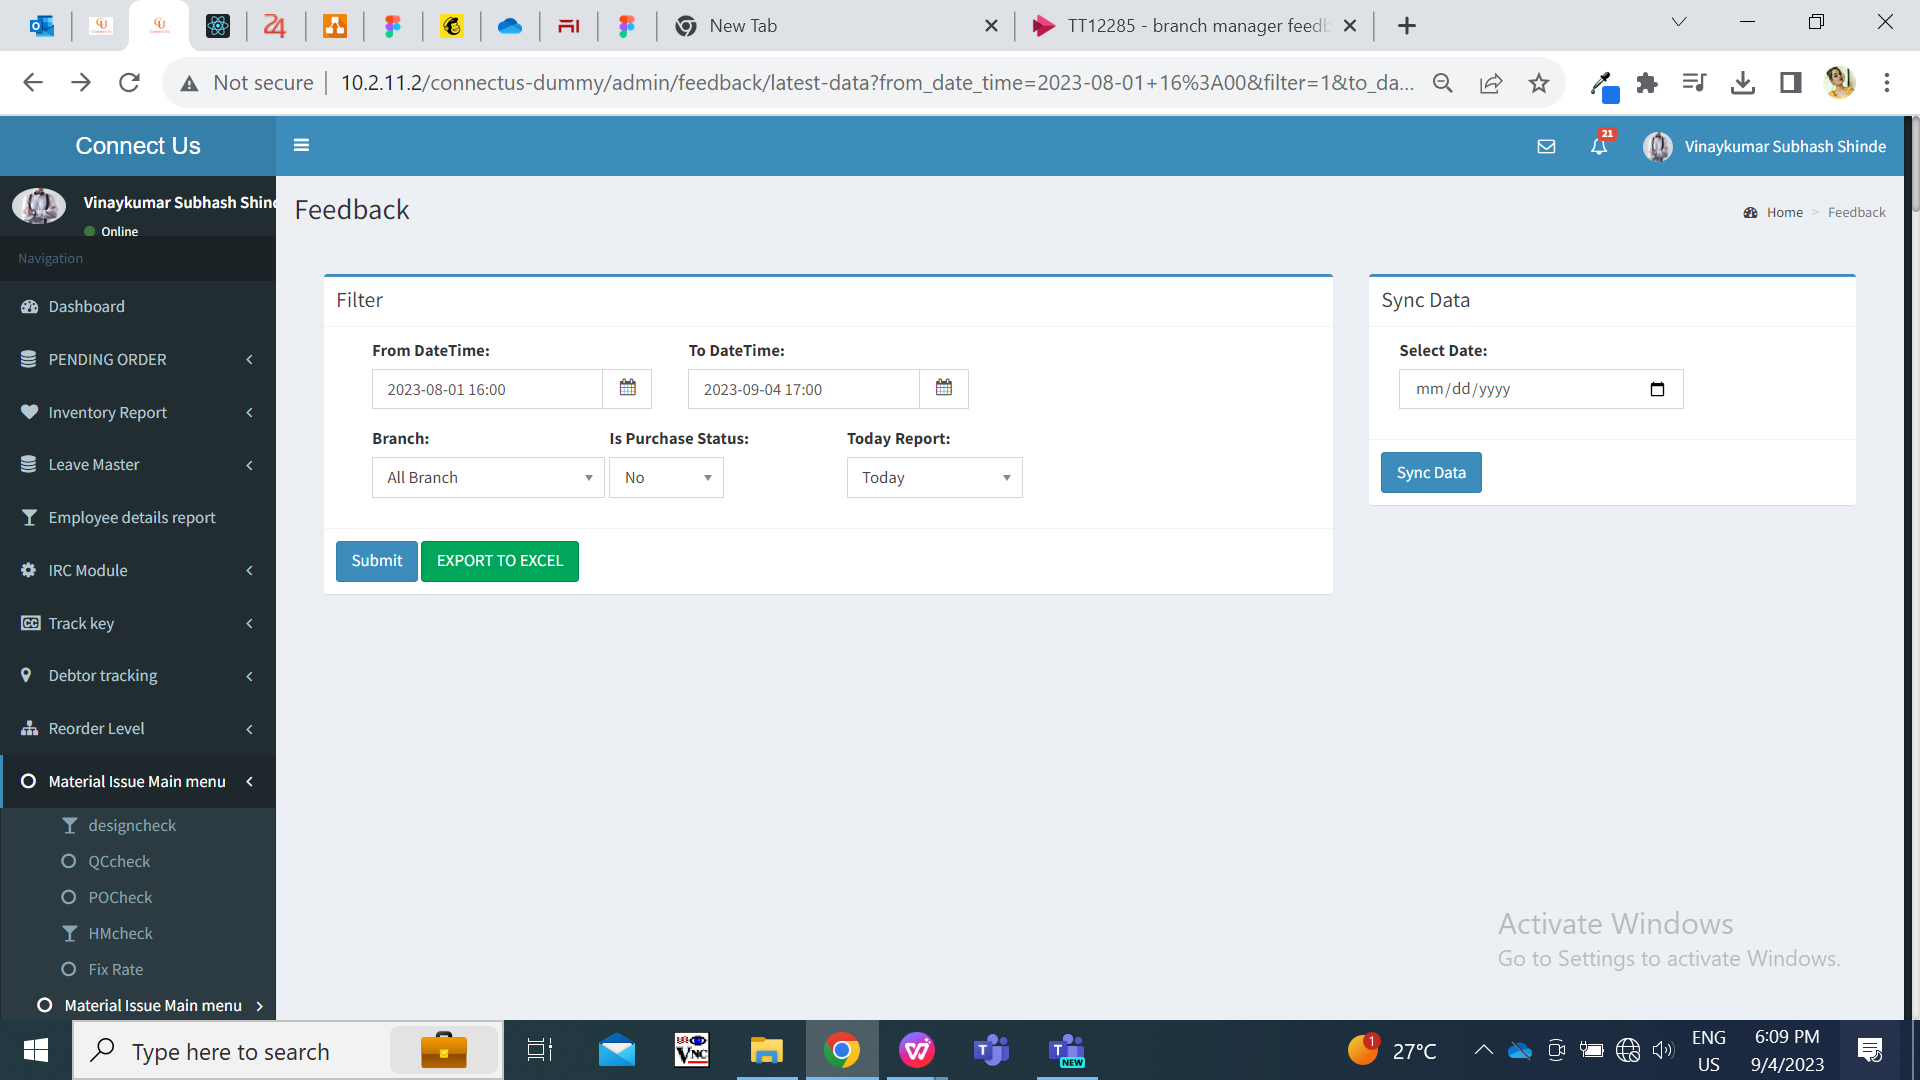 New Tab
TT12285 - branch manager feedb
Not secure
10.2.11.2/connectus-dummy/admin/feedback/latest-data?from_date_time=2023-08-01+16%3A00&filter=1&to_da...
Connect Us
21
Vinaykumar Subhash Shinde
Vinaykumar Subhash Shind
Online
Feedback
Home > Feedback
Navigation
Dashboard
PENDING ORDER
Inventory Report
Leave Master
Employee details report
IRC Module
Track key
Debtor tracking
Reorder Level
Material Issue Main menu
designcheck
QCcheck
POCheck
HMcheck
Fix Rate
Material Issue Main menu
Filter
From DateTime: To DateTime:
2023-08-01 16:00 2023-09-04 17:00
Branch: Is Purchase Status: Today Report:
All Branch No Today
Submit EXPORT TO EXCEL
Sync Data
Select Date:
mm/dd/yyyy
Sync Data
Activate Windows
Go to Settings to activate Windows.
Type here to search
VNC
NEW
1
27°C
ENG
US
6:09 PM
9/4/2023